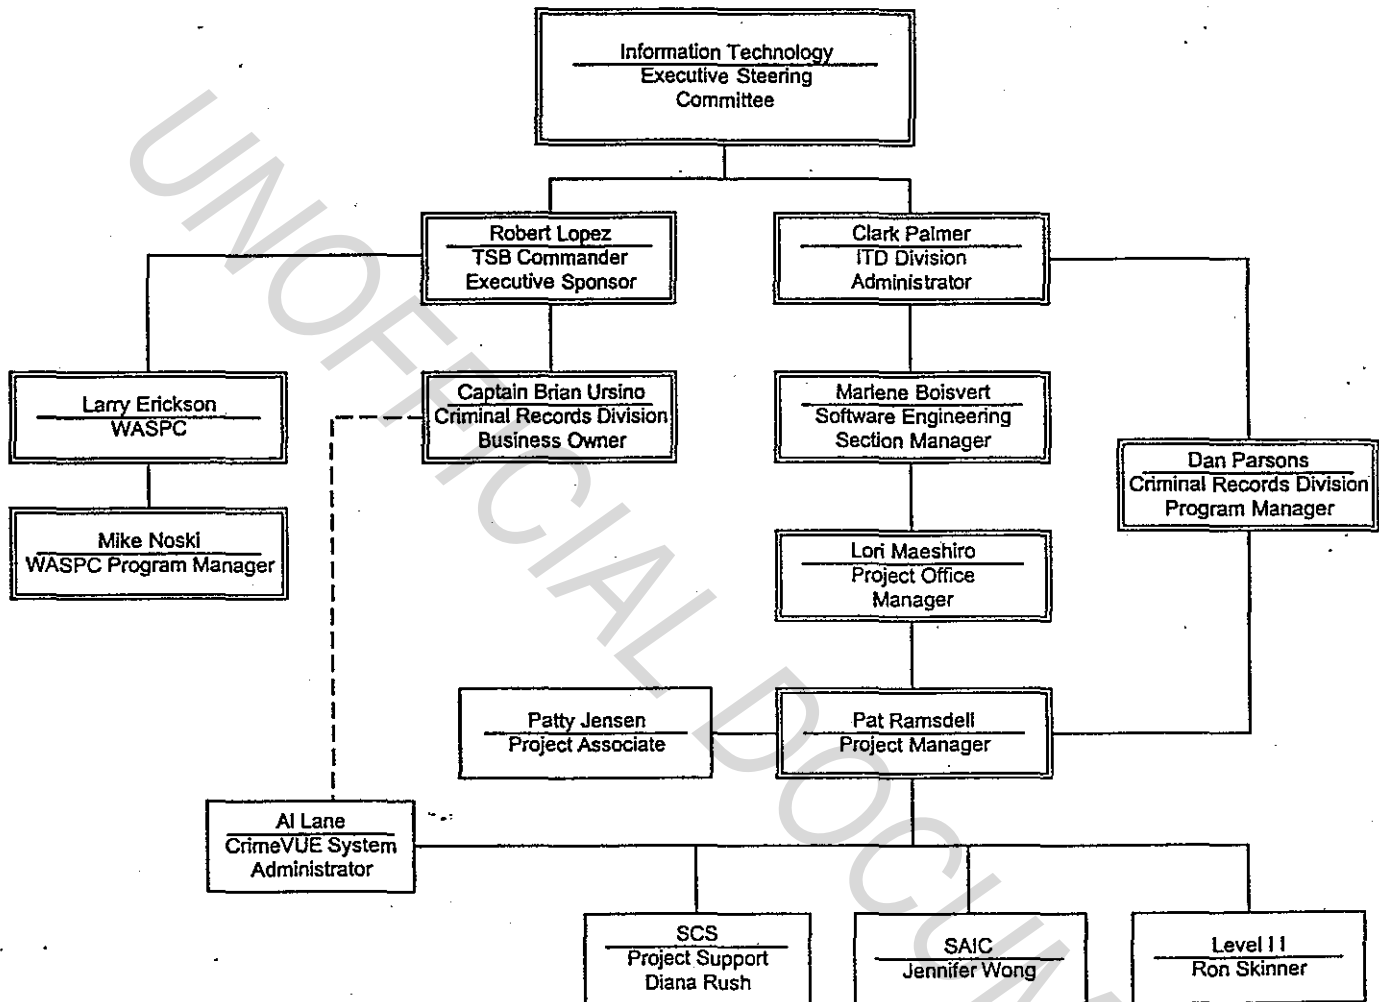 Information Technology
Executive Steering
Committee
Robert Lopez
TSB Commander
Executive Sponsor
Clark Palmer
ITD Division
Administrator
Larry Erickson
WASPC
Captain Brian Ursino
Criminal Records Division
Business Owner
Marlene Boisvert
Software Engineering
Section Manager
Dan Parsons
Criminal Records Division
Program Manager
Mike Noski
WASPC Program Manager
Lori Maeshiro
Project Office
Manager
Patty Jensen
Project Associate
Pat Ramsdell
Project Manager
Al Lane
CrimeVUE System
Administrator
SCS
Project Support
Diana Rush
SAIC
Jennifer Wong
Level 11
Ron Skinner
UNOFFICIAL DOCUM